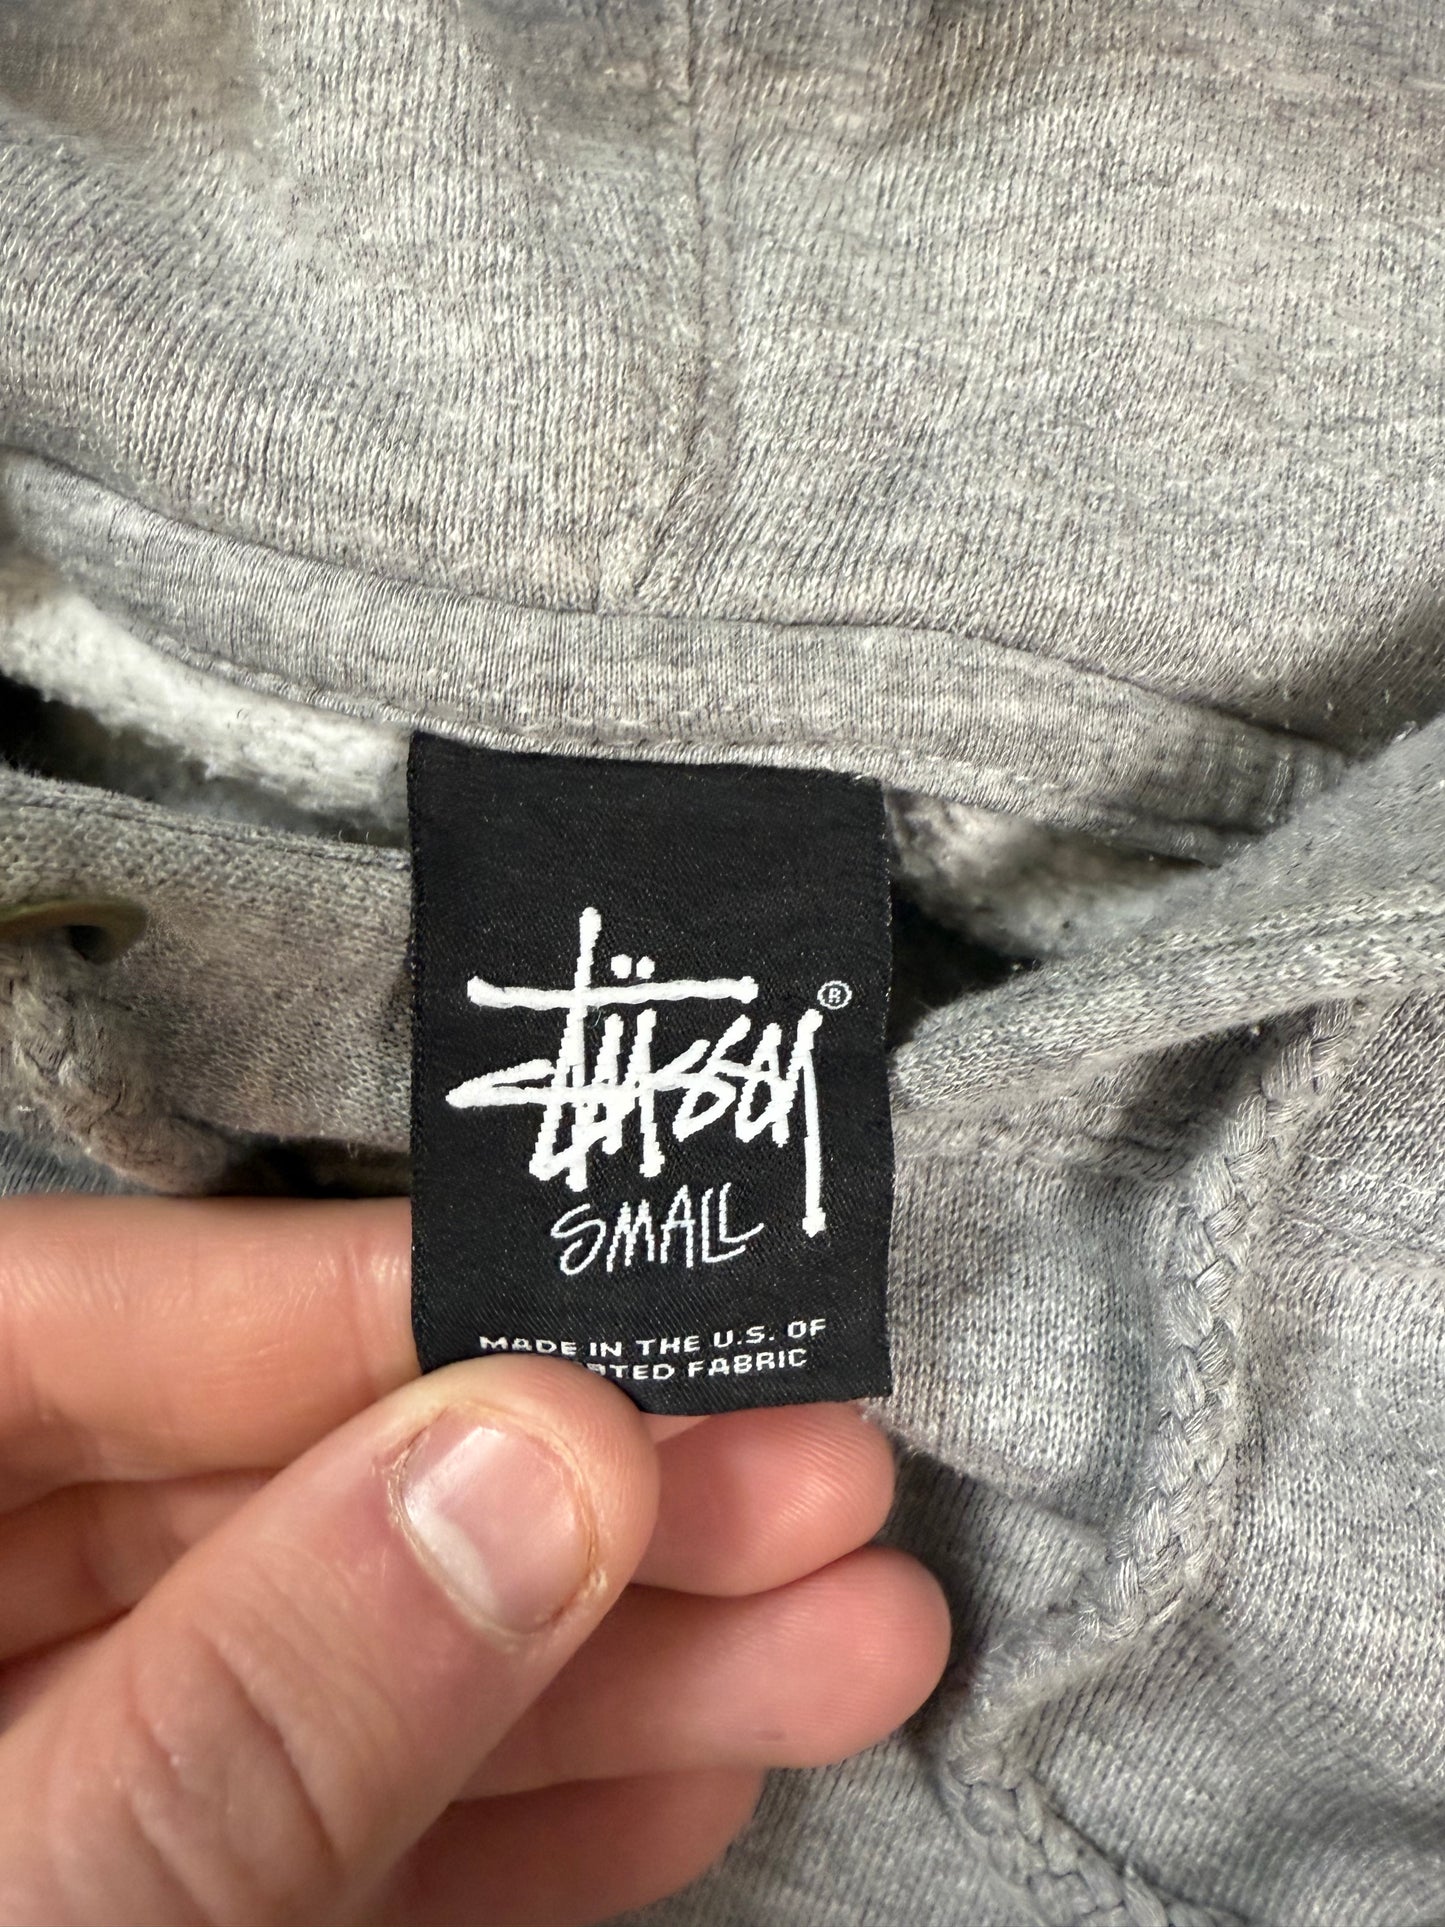 Stüssy ®
SMALL
MADE IN THE U.S. OF
FABRIC